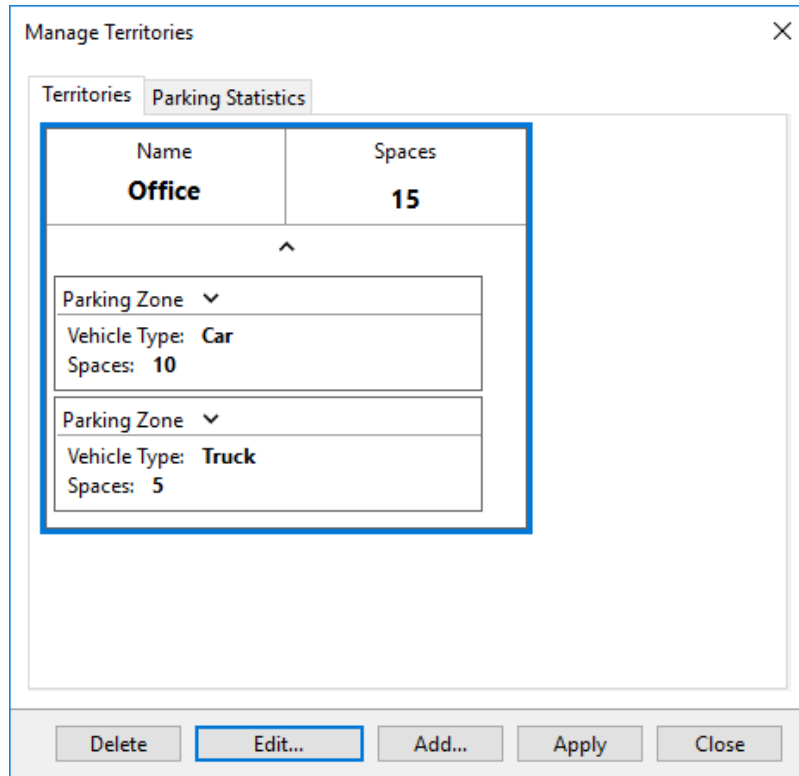 Manage Territories
Territories Parking Statistics
Name Spaces
Office 15
Parking Zone
Vehicle Type: Car
Spaces: 10
Parking Zone
Vehicle Type: Truck
Spaces: 5
Delete Edit... Add... Apply Close